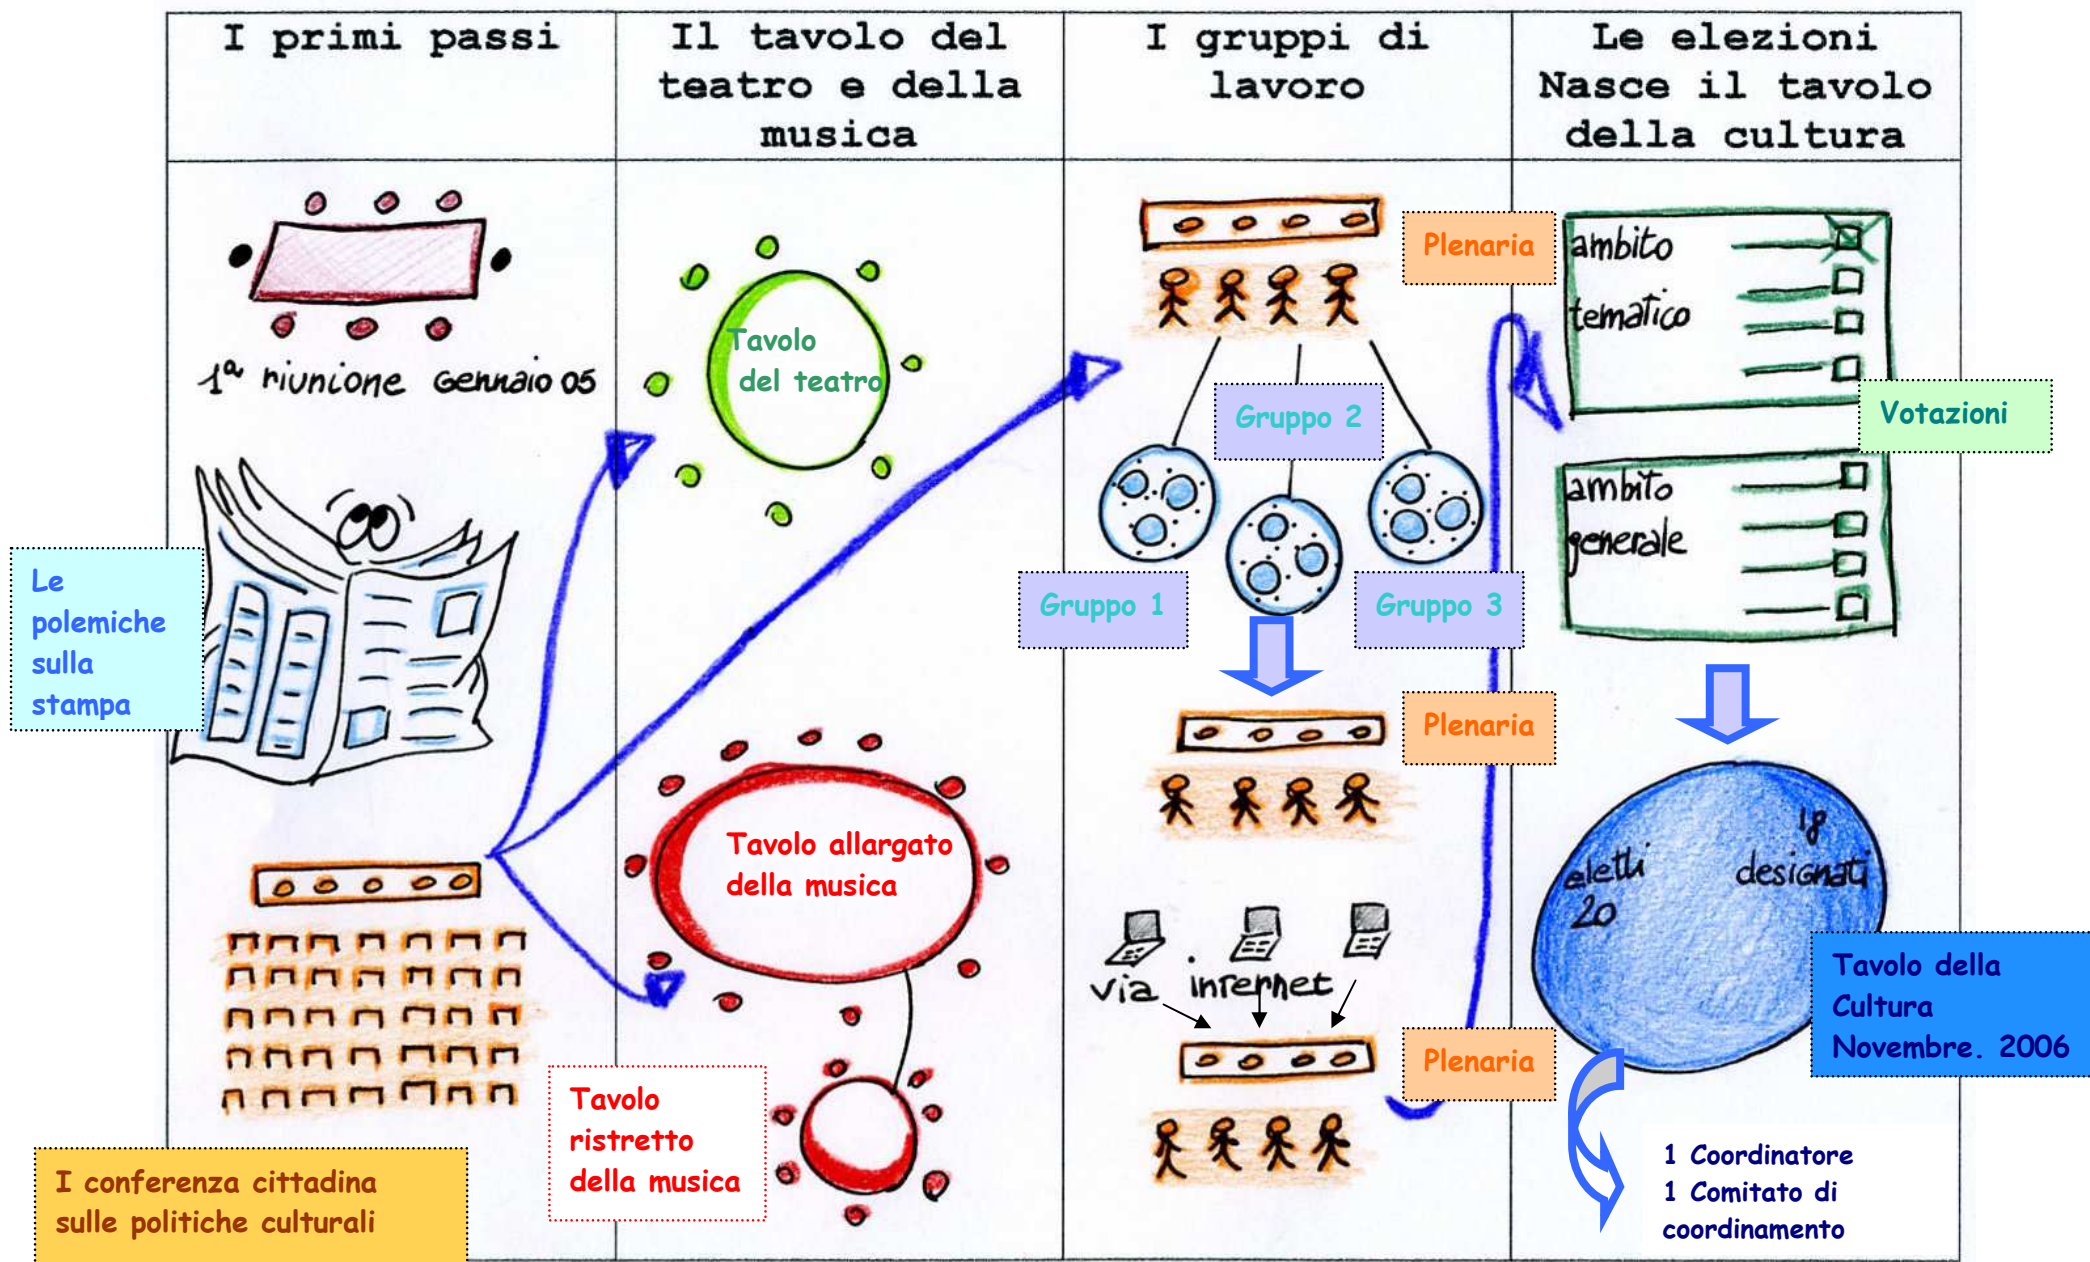 I primi passi
Il tavolo del
teatro e della
musica
I gruppi di
lavoro
Le elezioni
Nasce il tavolo
della cultura
1ª riunione Gennaio 05
Le
polemiche
sulla
stampa
I conferenza cittadina
sulle politiche culturali
Tavolo
del teatro
Tavolo allargato
della musica
Tavolo
ristretto
della musica
Plenaria
Gruppo 2
Gruppo 1
Gruppo 3
Plenaria
via internet
Plenaria
ambito
tematico
Votazioni
ambito
generale
eletti
20
18
designati
Tavolo della
Cultura
Novembre. 2006
1 Coordinatore
1 Comitato di
coordinamento